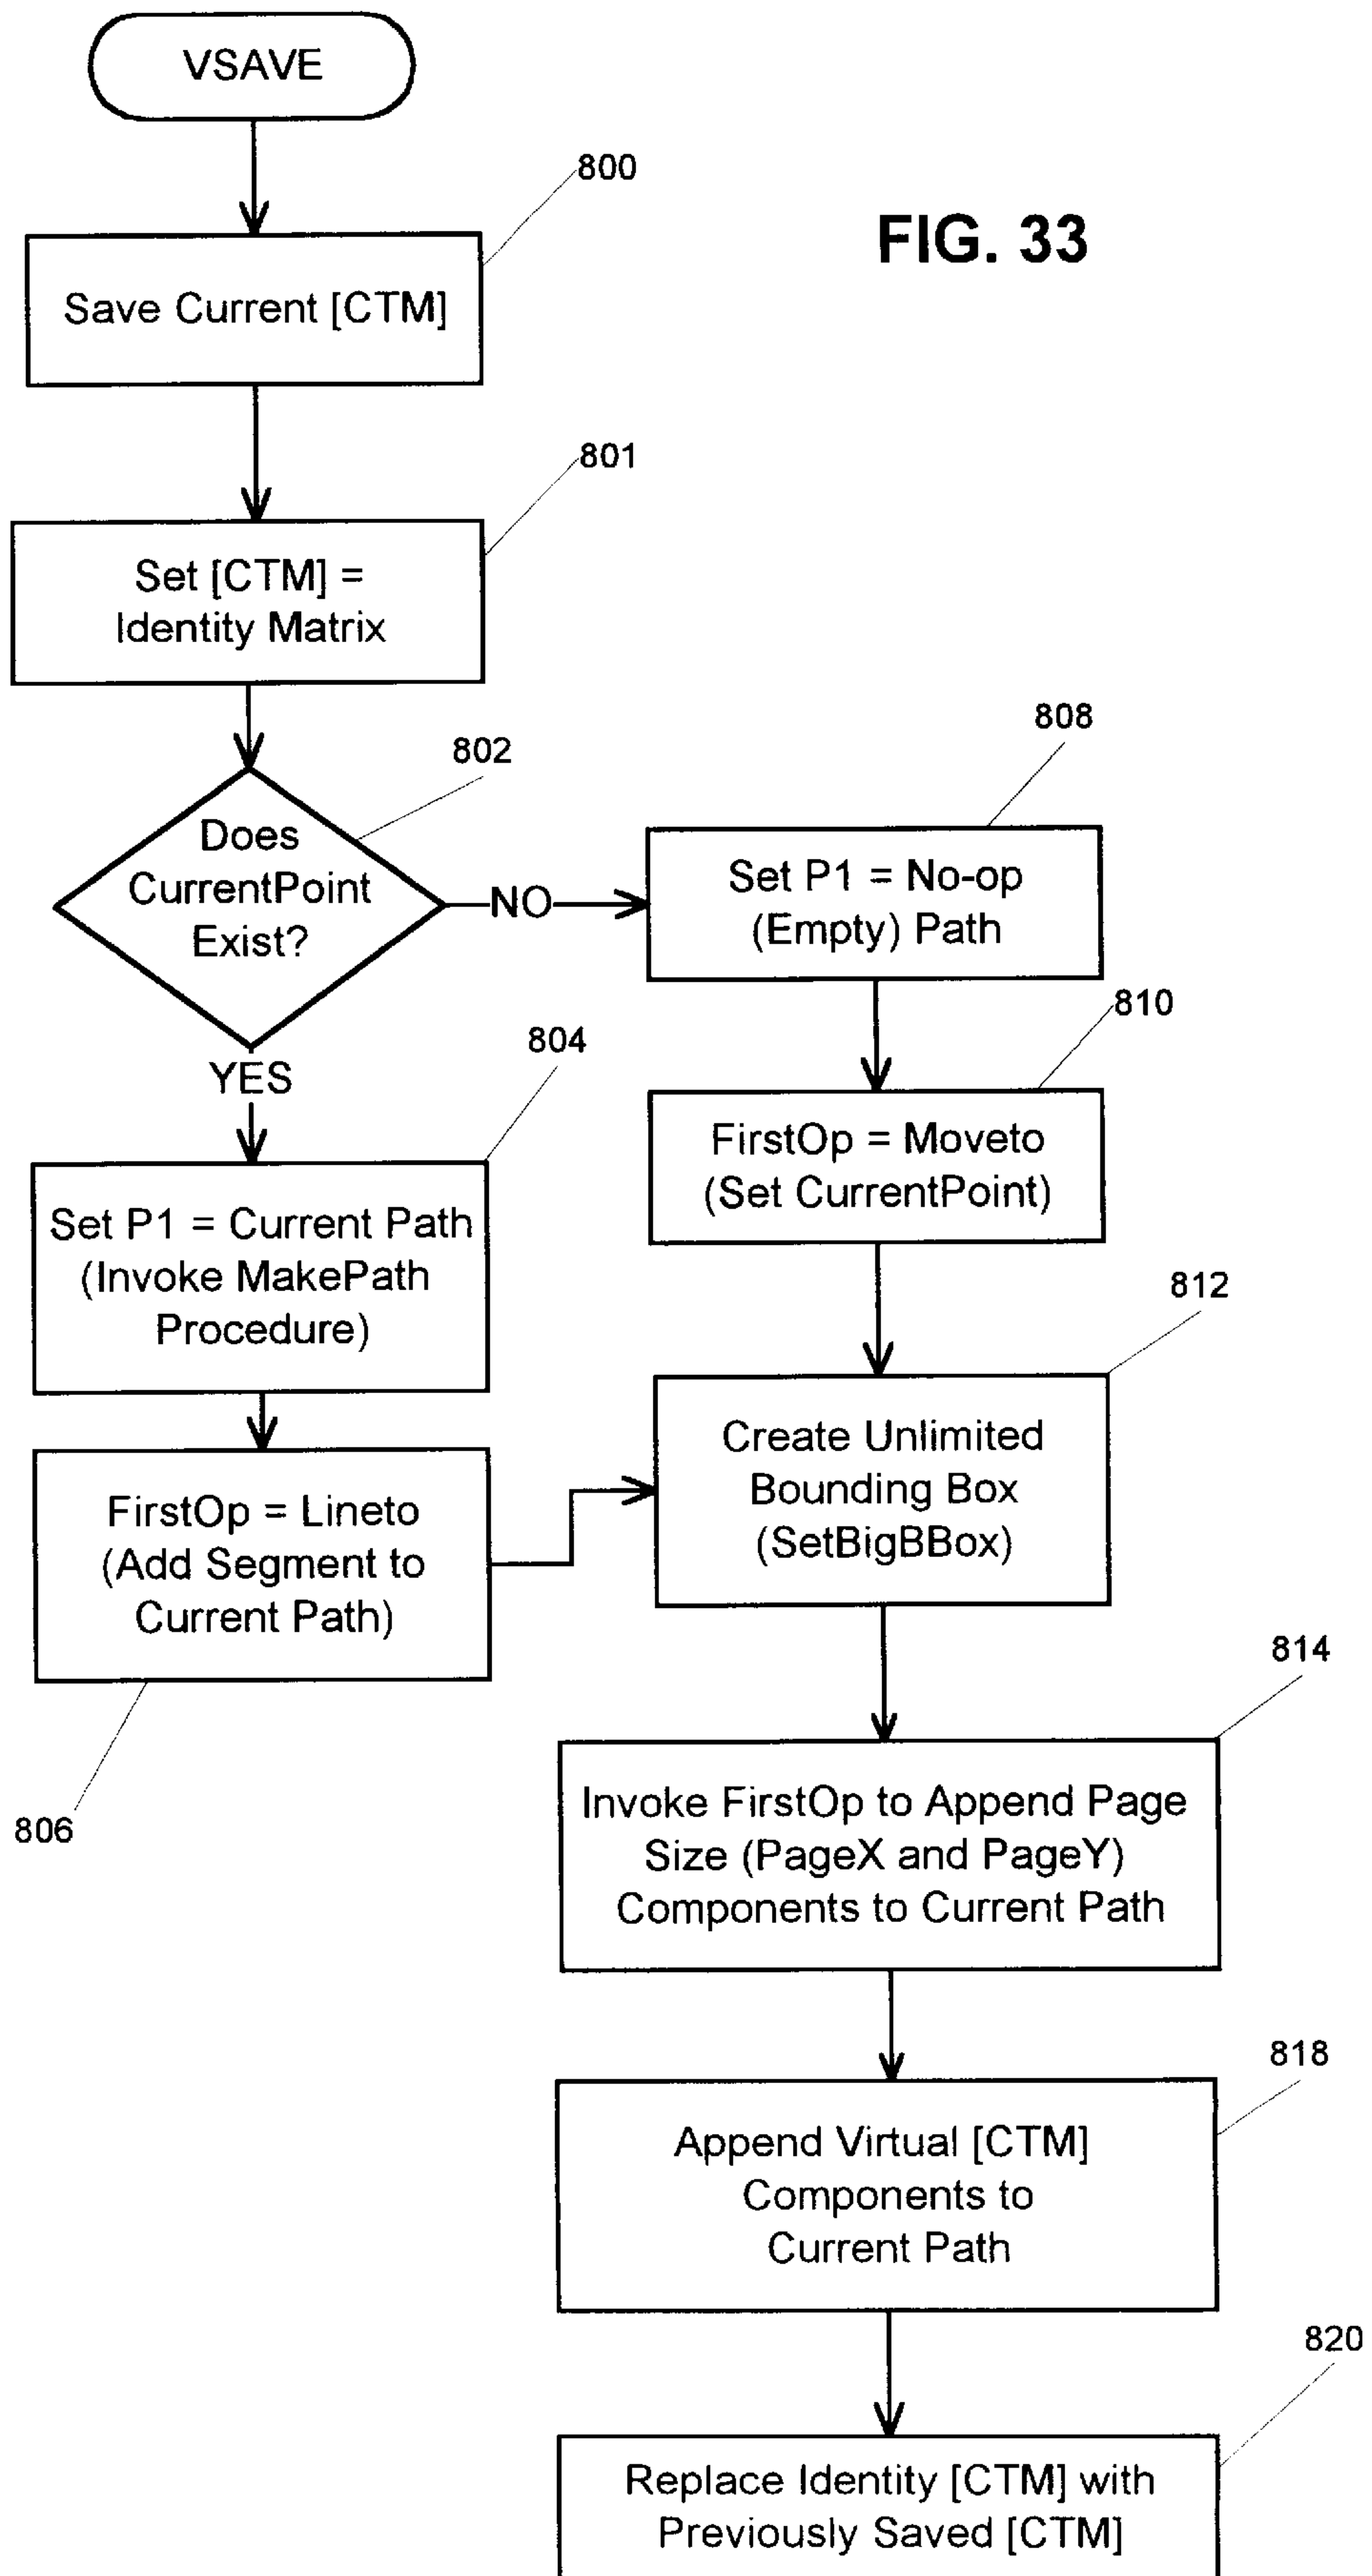 VSAVE
800
FIG. 33
Save Current [CTM]
801
Set [CTM] =
Identity Matrix
802
808
Does
CurrentPoint
Exist?
NO
Set P1 = No-op
(Empty) Path
YES
804
810
FirstOp = Moveto
(Set CurrentPoint)
Set P1 = Current Path
(Invoke MakePath
Procedure)
812
FirstOp = Lineto
(Add Segment to
Current Path)
806
Create Unlimited
Bounding Box
(SetBigBBox)
814
Invoke FirstOp to Append Page
Size (PageX and PageY)
Components to Current Path
818
Append Virtual [CTM]
Components to
Current Path
820
Replace Identity [CTM] with
Previously Saved [CTM]